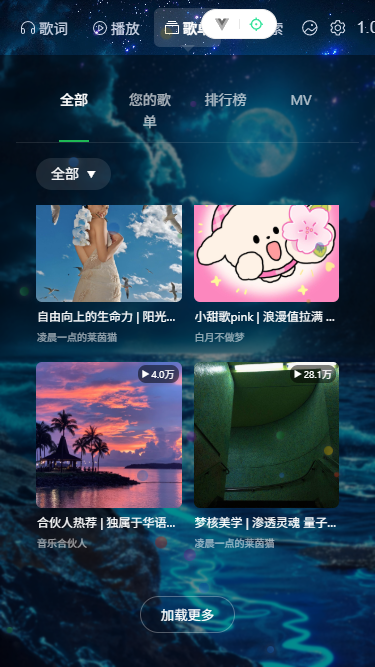 歌词 播放 歌单 索 1.0
全部 您的歌单 排行榜 MV
全部 ▼
自由向上的生命力 | 阳光...
凌晨一点的莱茵猫
小甜歌pink | 浪漫值拉满 ...
白月不做梦
4.0万
28.1万
合伙人热荐 | 独属于华语...
音乐合伙人
梦核美学 | 渗透灵魂 量子...
凌晨一点的莱茵猫
加载更多